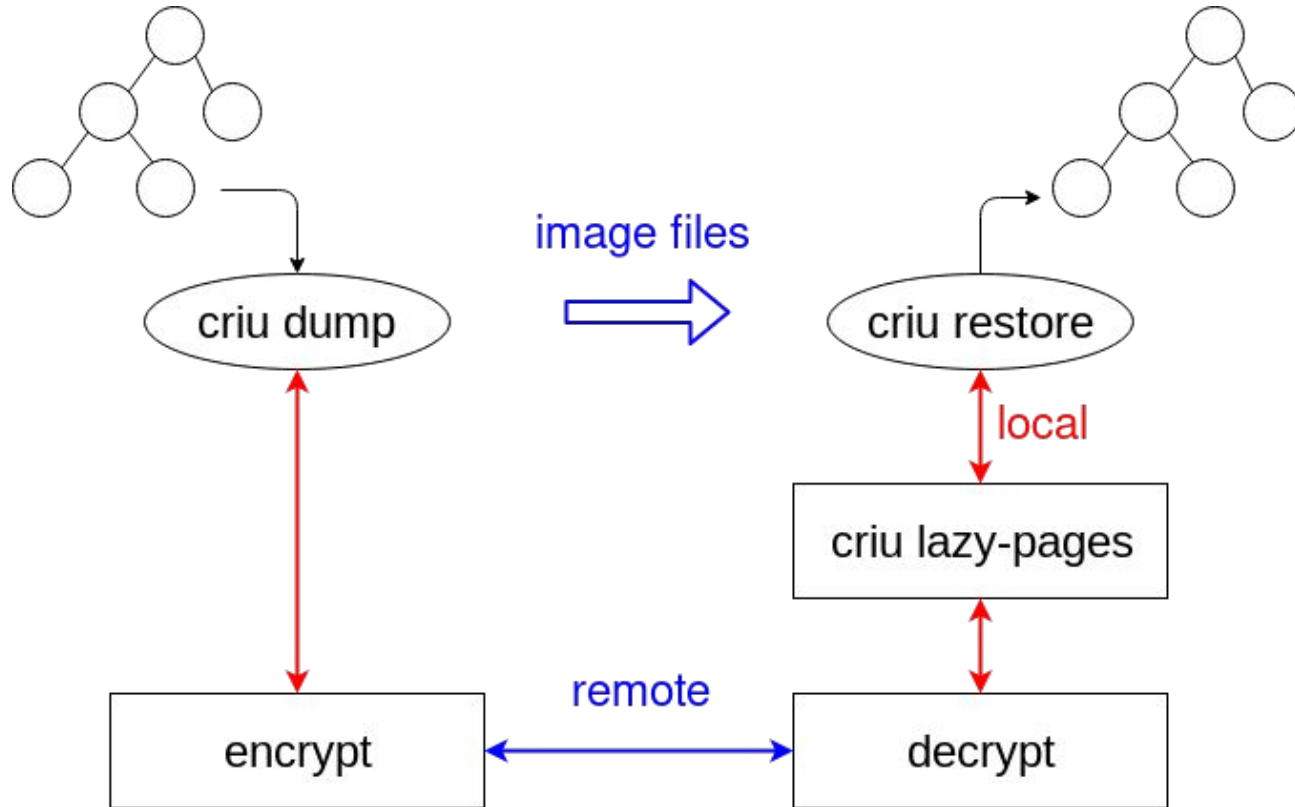 image files
criu dump
criu restore
local
criu lazy-pages
remote
encrypt
decrypt